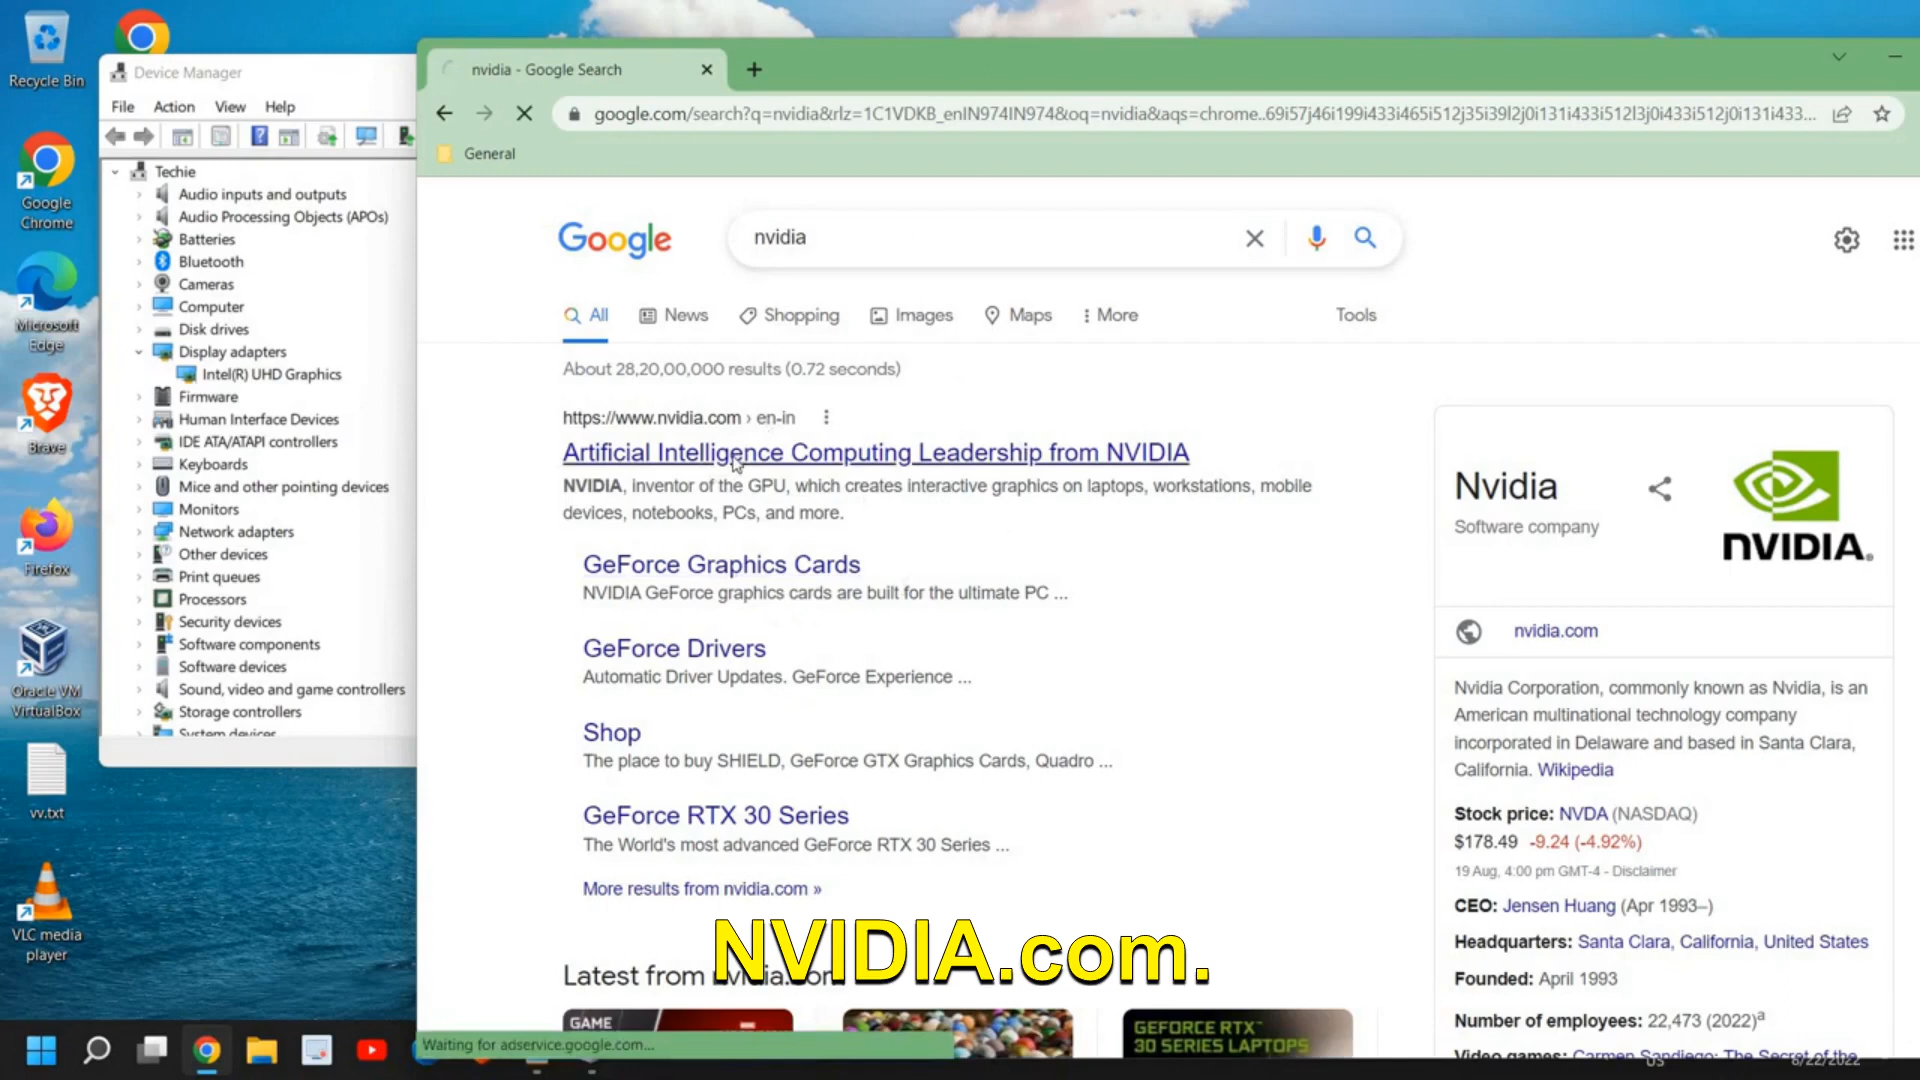 Recycle Bin
Google
Chrome
Microsoft
Edge
Brave
Firefox
Oracle VM
VirtualBox
vv.txt
VLC media
player
Device Manager
File Action View Help
Techie
Audio inputs and outputs
Audio Processing Objects (APOs)
Batteries
Bluetooth
Cameras
Computer
Disk drives
Display adapters
Intel(R) UHD Graphics
Firmware
Human Interface Devices
IDE ATA/ATAPI controllers
Keyboards
Mice and other pointing devices
Monitors
Network adapters
Other devices
Print queues
Processors
Security devices
Software components
Software devices
Sound, video and game controllers
Storage controllers
System devices
nvidia - Google Search
google.com/search?q=nvidia&rlz=1C1VDKB_enIN974IN974&oq=nvidia&aqs=chrome..69i57j46i199i433i465i512j35i39l2j0i131i433i512l3j0i433i512j0i131i433...
General
Google
nvidia
All News Shopping Images Maps More Tools
About 28,20,00,000 results (0.72 seconds)
https://www.nvidia.com › en-in
Artificial Intelligence Computing Leadership from NVIDIA
NVIDIA, inventor of the GPU, which creates interactive graphics on laptops, workstations, mobile
devices, notebooks, PCs, and more.
GeForce Graphics Cards
NVIDIA GeForce graphics cards are built for the ultimate PC ...
GeForce Drivers
Automatic Driver Updates. GeForce Experience ...
Shop
The place to buy SHIELD, GeForce GTX Graphics Cards, Quadro ...
GeForce RTX 30 Series
The World's most advanced GeForce RTX 30 Series ...
More results from nvidia.com »
Latest from nvidia.com
NVIDIA.com.
GAME
GEFORCE RTX
30 SERIES LAPTOPS
Waiting for adservice.google.com...
Nvidia
Software company
NVIDIA.
nvidia.com
Nvidia Corporation, commonly known as Nvidia, is an
American multinational technology company
incorporated in Delaware and based in Santa Clara,
California. Wikipedia
Stock price: NVDA (NASDAQ)
$178.49 -9.24 (-4.92%)
19 Aug, 4:00 pm GMT-4 - Disclaimer
CEO: Jensen Huang (Apr 1993–)
Headquarters: Santa Clara, California, United States
Founded: April 1993
Number of employees: 22,473 (2022)a
Video games: Carmen Sandiego: The Secret of the
US
8/22/2022